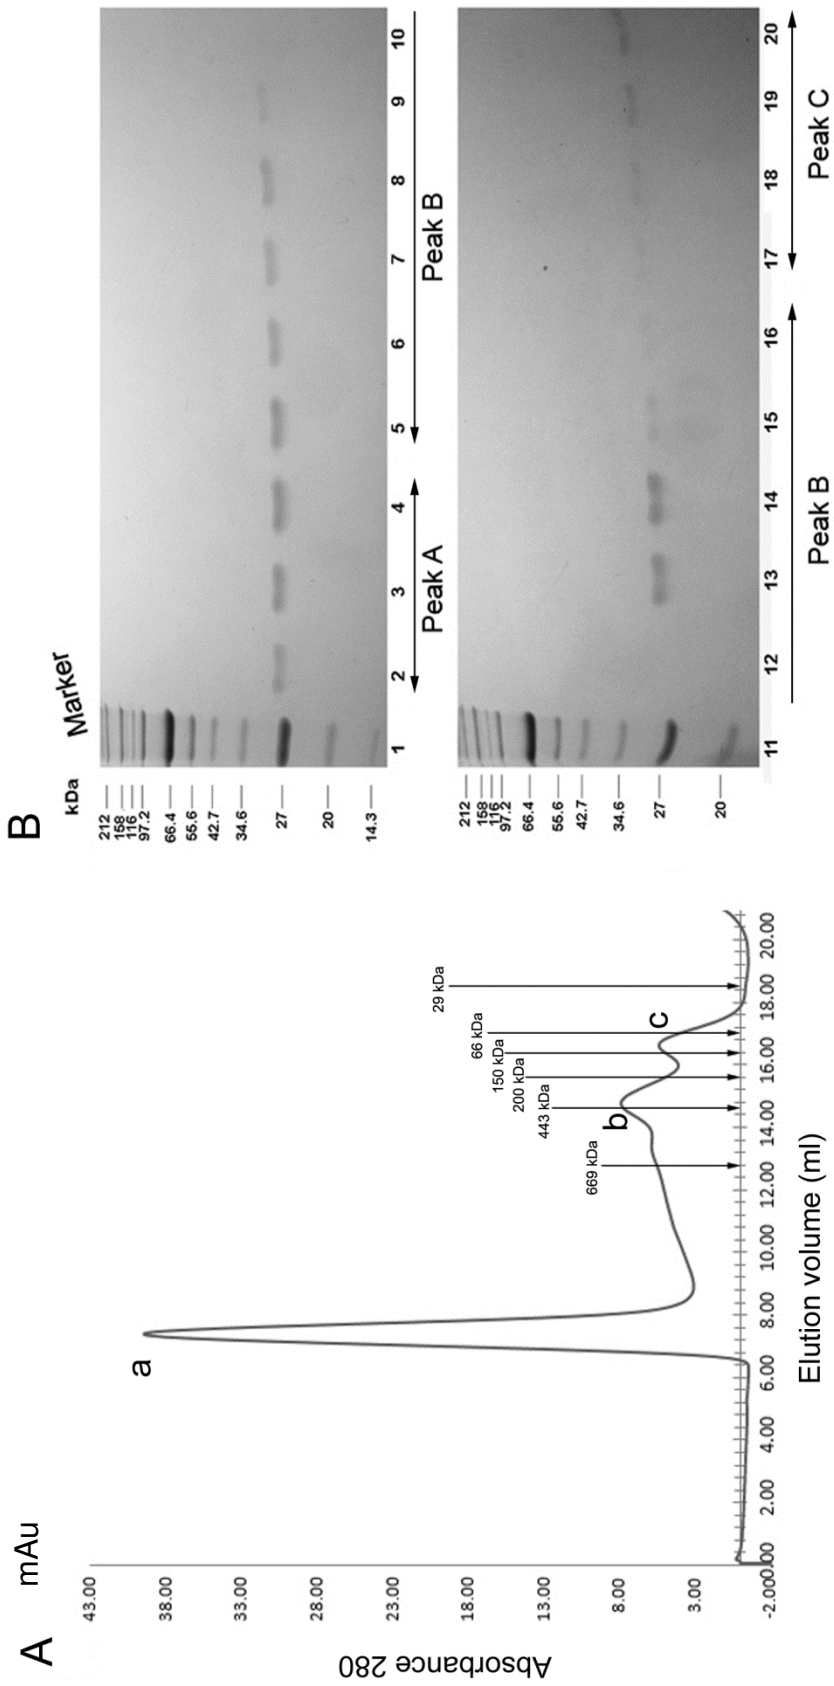 A
mAu
43.00
38.00
33.00
28.00
23.00
18.00
13.00
8.00
3.00
-2.00
Absorbance 280
a
b
c
669 kDa
443 kDa
200 kDa
150 kDa
66 kDa
29 kDa
0.00 2.00 4.00 6.00 8.00 10.00 12.00 14.00 16.00 18.00 20.00
Elution volume (ml)
B
kDa
Marker
212
158
116
97.2
66.4
55.6
42.7
34.6
27
20
14.3
1 2 3 4 5 6 7 8 9 10
Peak A Peak B
212
158
116
97.2
66.4
55.6
42.7
34.6
27
20
11 12 13 14 15 16 17 18 19 20
Peak B Peak C